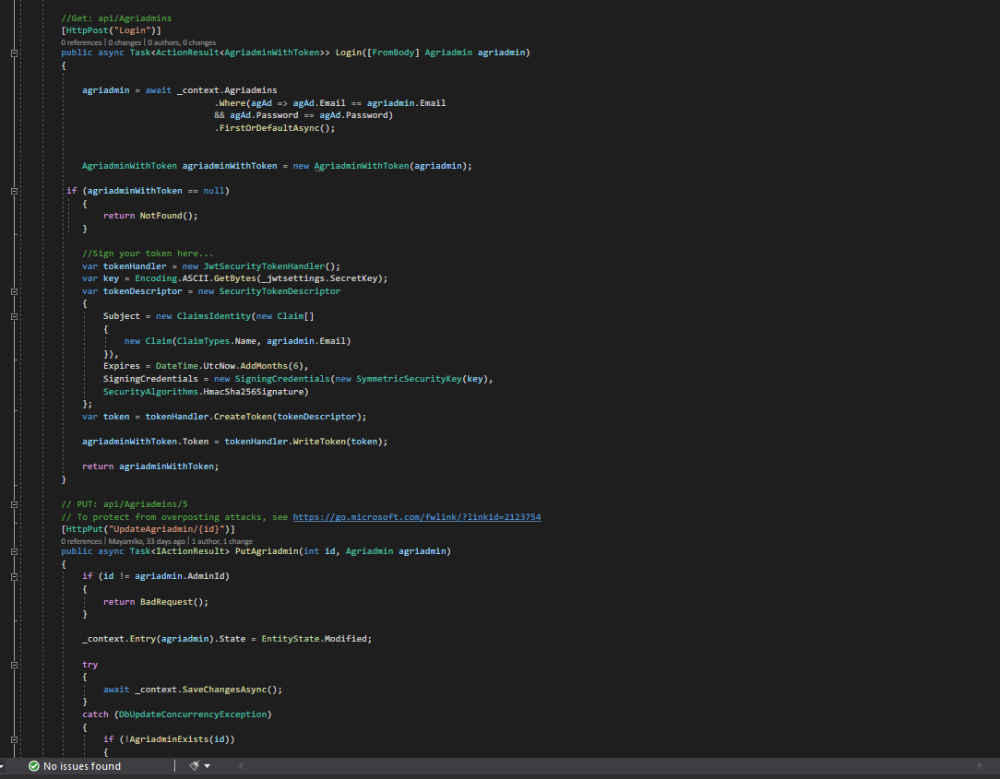 //Get: api/Agriadmins
[HttpPost("Login")]
0 references | 0 changes | 0 authors, 0 changes
public async Task<ActionResult<AgriadminWithToken>> Login([FromBody] Agriadmin agriadmin)
{
agriadmin = await _context.Agriadmins
.Where(agAd => agAd.Email == agriadmin.Email
&& agAd.Password == agAd.Password)
.FirstOrDefaultAsync();
AgriadminWithToken agriadminWithToken = new AgriadminWithToken(agriadmin);
if (agriadminWithToken == null)
{
return NotFound();
}
//Sign your token here...
var tokenHandler = new JwtSecurityTokenHandler();
var key = Encoding.ASCII.GetBytes(_jwtsettings.SecretKey);
var tokenDescriptor = new SecurityTokenDescriptor
{
Subject = new ClaimsIdentity(new Claim[]
{
new Claim(ClaimTypes.Name, agriadmin.Email)
}),
Expires = DateTime.UtcNow.AddMonths(6),
SigningCredentials = new SigningCredentials(new SymmetricSecurityKey(key),
SecurityAlgorithms.HmacSha256Signature)
};
var token = tokenHandler.CreateToken(tokenDescriptor);
agriadminWithToken.Token = tokenHandler.WriteToken(token);
return agriadminWithToken;
}
// PUT: api/Agriadmins/5
// To protect from overposting attacks, see https://go.microsoft.com/fwlink/?linkid=2123754
[HttpPut("UpdateAgriadmin/{id}")]
0 references | Mayamiko, 33 days ago | 1 author, 1 change
public async Task<IActionResult> PutAgriadmin(int id, Agriadmin agriadmin)
{
if (id != agriadmin.AdminId)
{
return BadRequest();
}
_context.Entry(agriadmin).State = EntityState.Modified;
try
{
await _context.SaveChangesAsync();
}
catch (DbUpdateConcurrencyException)
{
if (!AgriadminExists(id))
{
No issues found